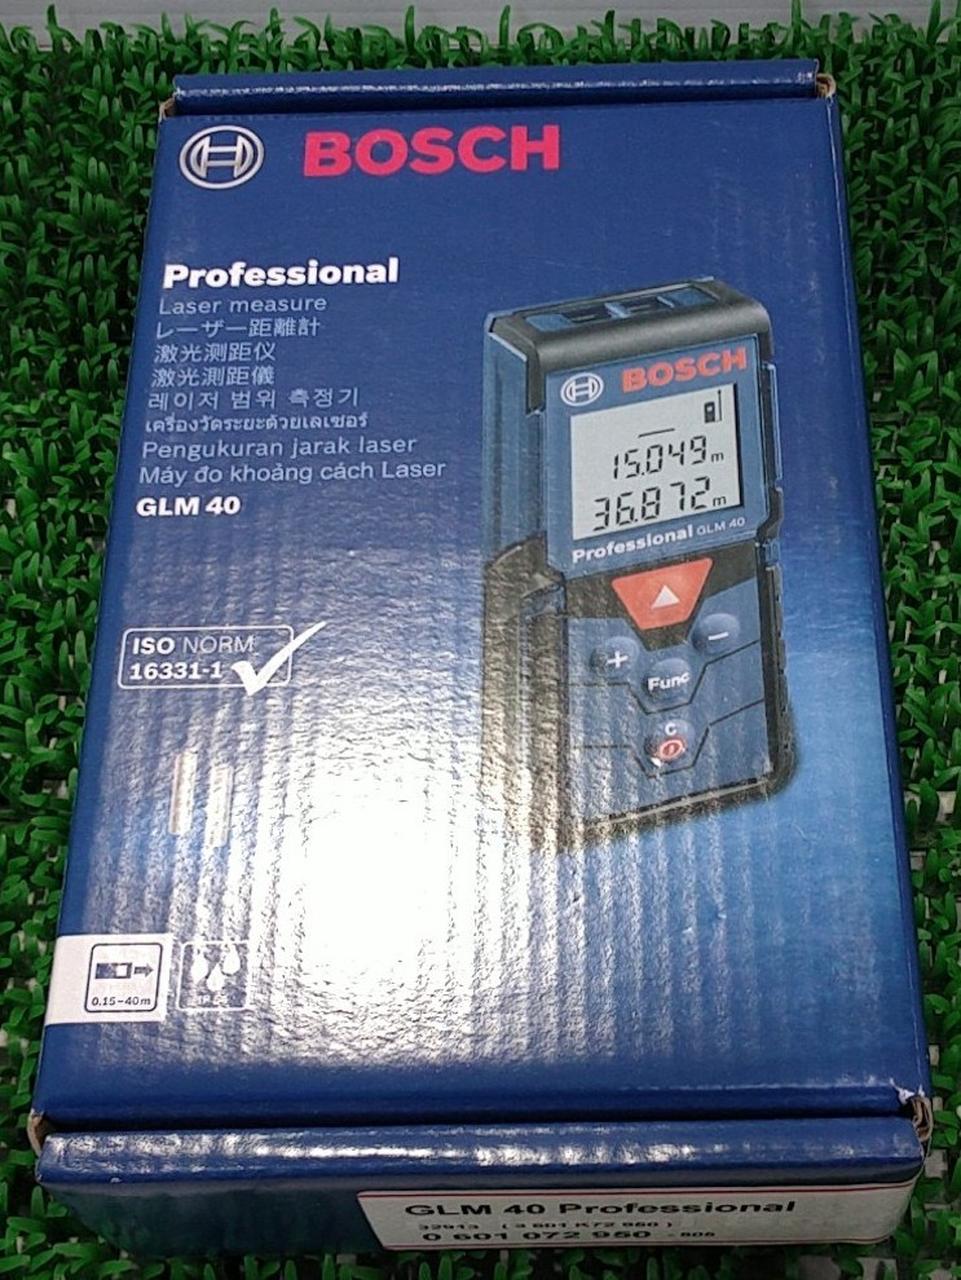 BOSCH
Professional
Laser measure
レーザー距離計
激光测距仪
激光測距儀
레이저 범위 측정기
เครื่องวัดระยะด้วยเลเซอร์
Pengukuran jarak laser
Máy đo khoảng cách Laser
GLM 40
BOSCH
15.049 m
36.872 m
Professional GLM 40
+
−
Func
C
ISO NORM
16331-1
0.15–40 m
GLM 40 Professional
0 601 072 950